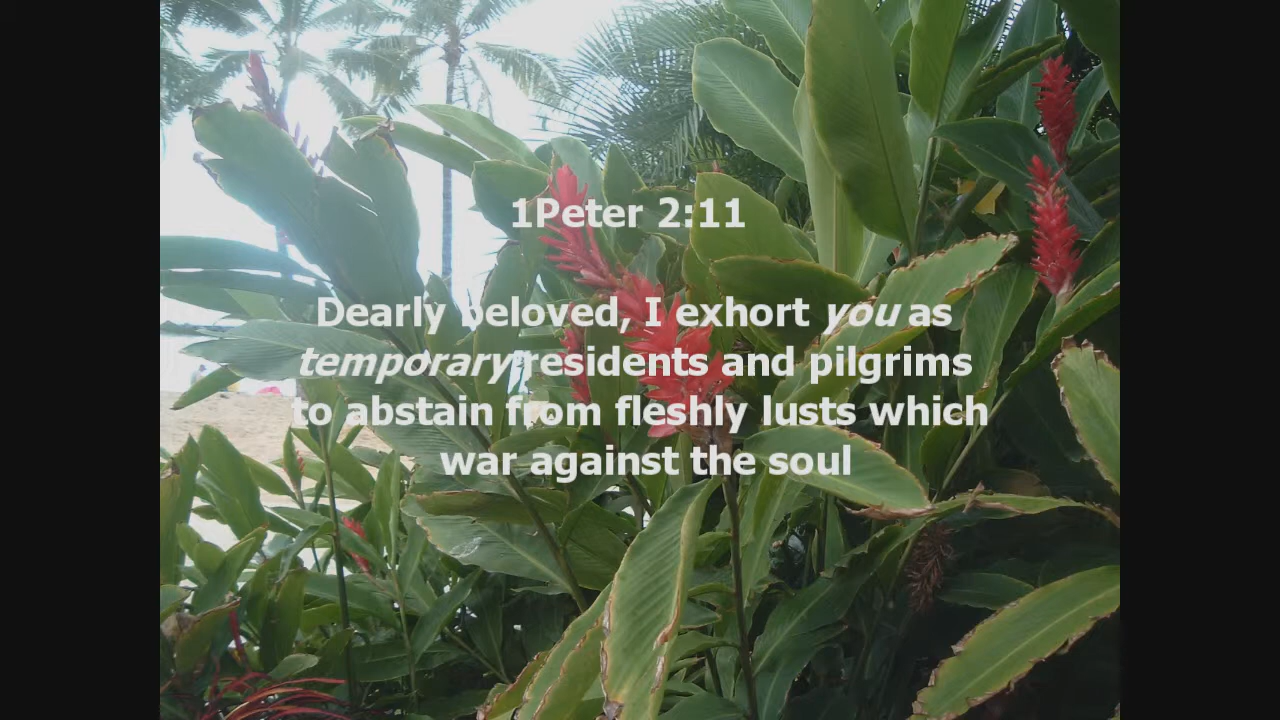 1Peter 2:11
Dearly beloved, I exhort you as
temporary residents and pilgrims
to abstain from fleshly lusts which
war against the soul